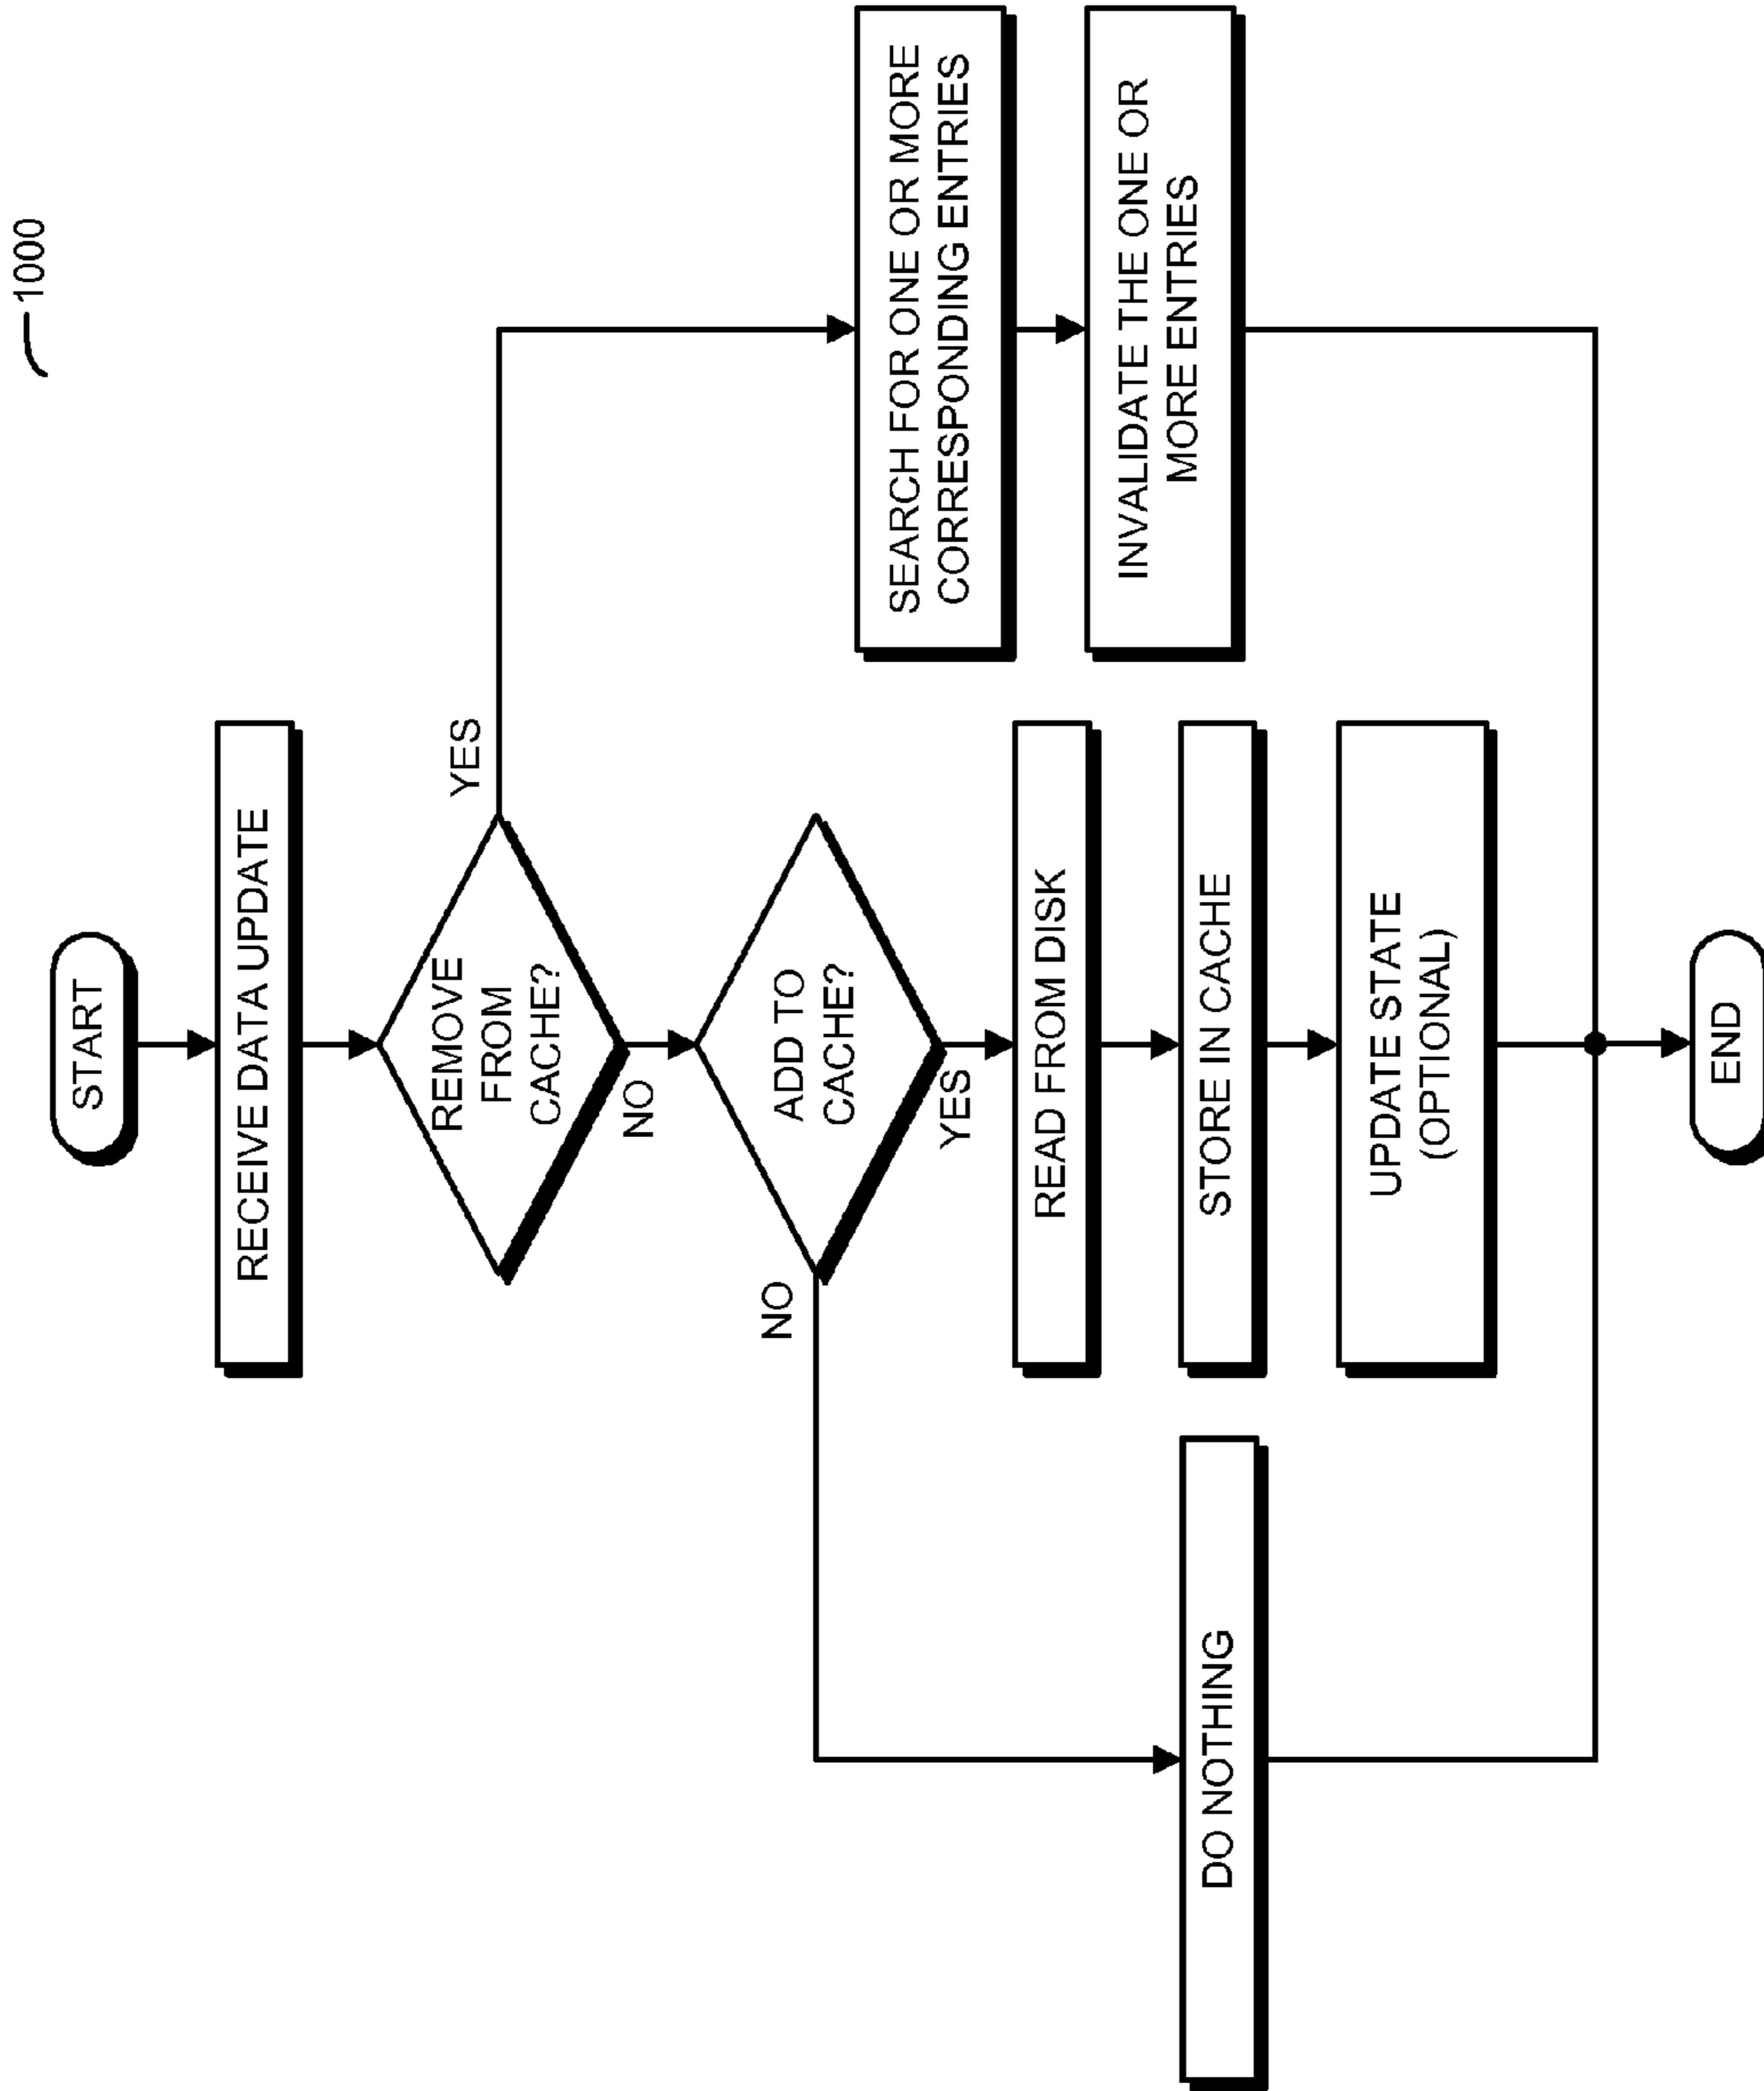 1000
START
RECEIVE DATA UPDATE
REMOVE
FROM
CACHE?
YES
NO
ADD TO
CACHE?
NO
YES
READ FROM DISK
STORE IN CACHE
UPDATE STATE
(OPTIONAL)
DO NOTHING
SEARCH FOR ONE OR MORE
CORRESPONDING ENTRIES
INVALIDATE THE ONE OR
MORE ENTRIES
END